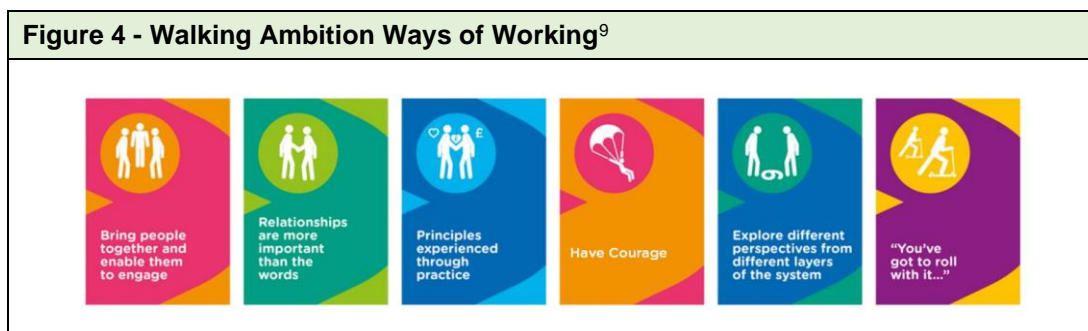 Figure 4 - Walking Ambition Ways of Working9
Bring people
together and
enable them
to engage
Relationships
are more
important
than the
words
£
Principles
experienced
through
practice
Have Courage
Explore different
perspectives from
different layers
of the system
"You've
got to roll
with it..."